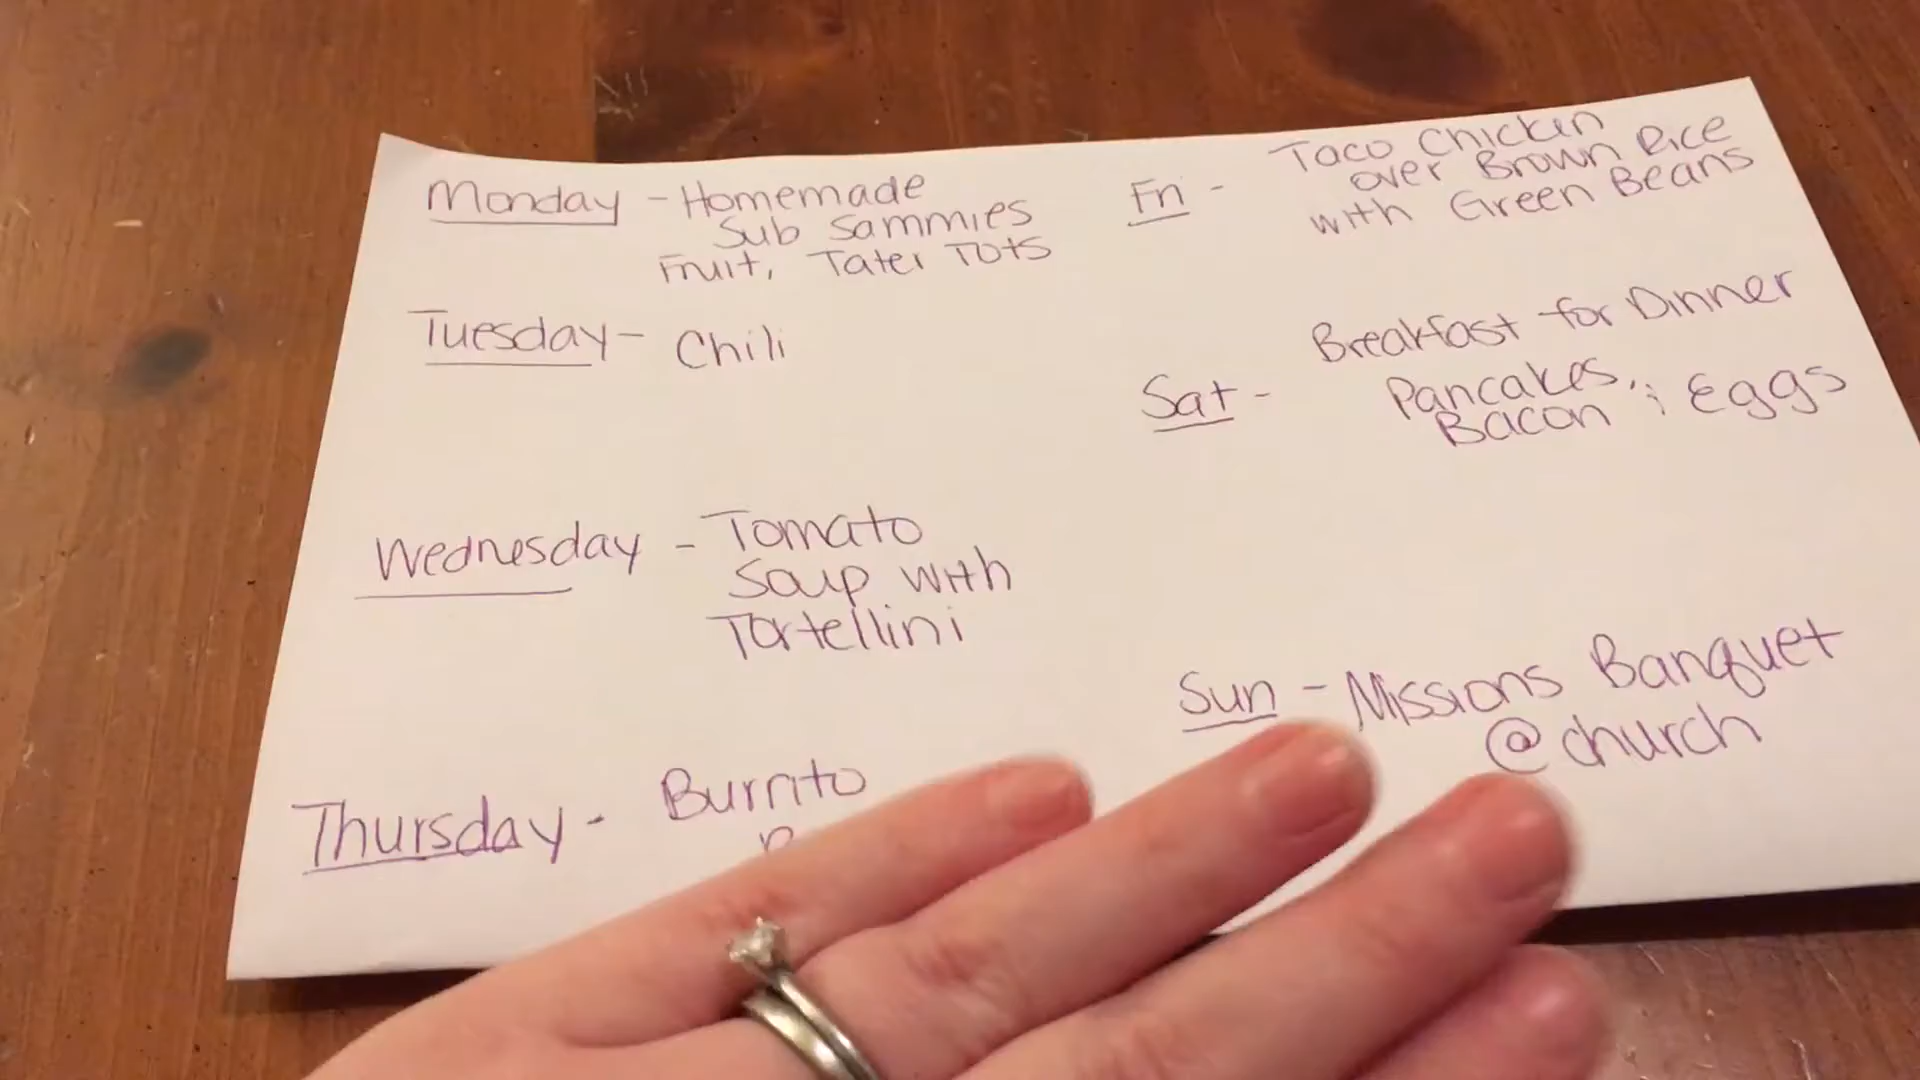 Monday - Homemade
Sub Sammies
Fruit, Tater Tots
Tuesday - Chili
Wednesday - Tomato
Soup with
Tortellini
Thursday - Burrito
Fri - Taco Chicken
over Brown Rice
with Green Beans
Sat - Breakfast for Dinner
Pancakes,
Bacon & Eggs
Sun - Missions Banquet
@church